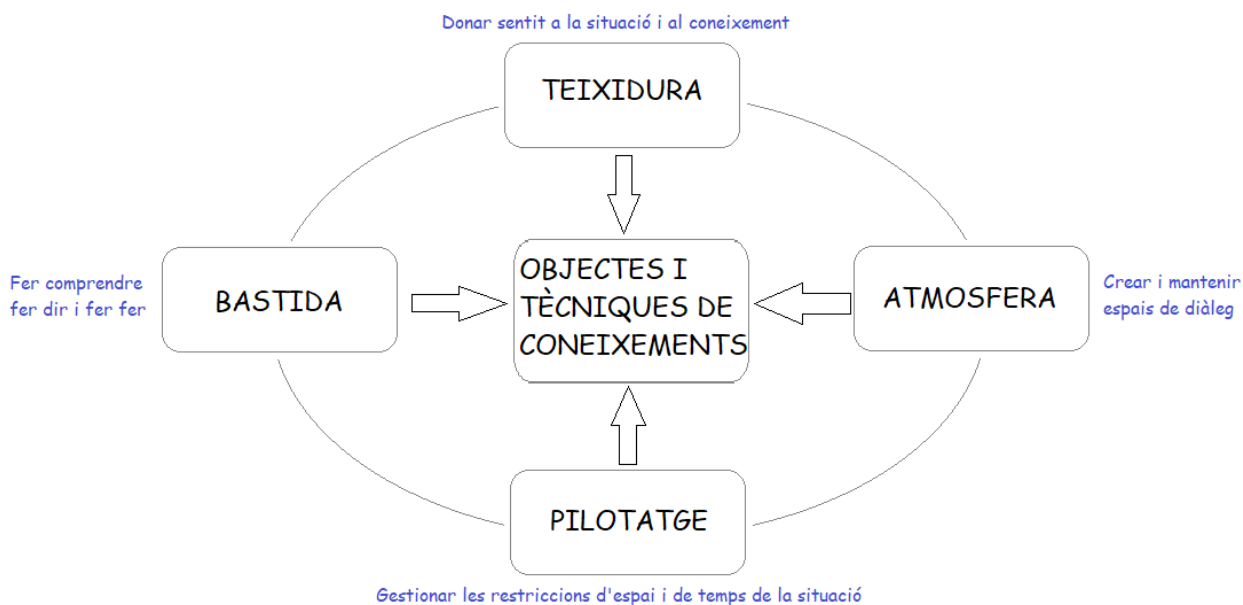 Donar sentit a la situació i al coneixement
TEIXIDURA
Fer comprendre
fer dir i fer fer
BASTIDA
OBJECTES I
TÈCNIQUES DE
CONEIXEMENTS
ATMOSFERA
Crear i mantenir
espais de diàleg
PILOTATGE
Gestionar les restriccions d'espai i de temps de la situació